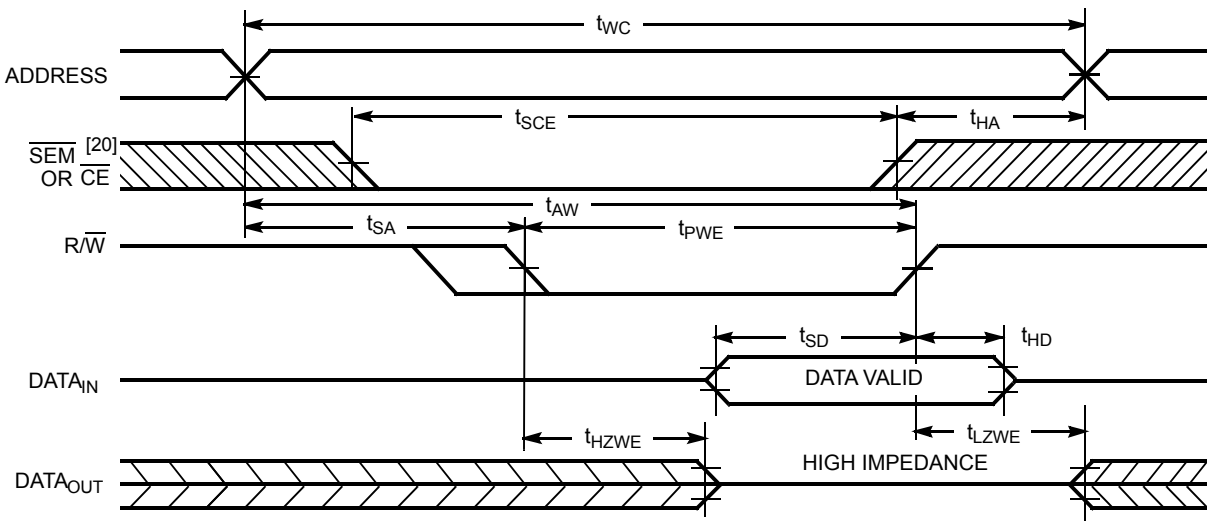 tWC
ADDRESS
tSCE
tHA
SEM [20]
OR CE
tAW
tSA
tPWE
R/W
tSD
tHD
DATAIN
DATA VALID
tHZWE
tLZWE
HIGH IMPEDANCE
DATAOUT